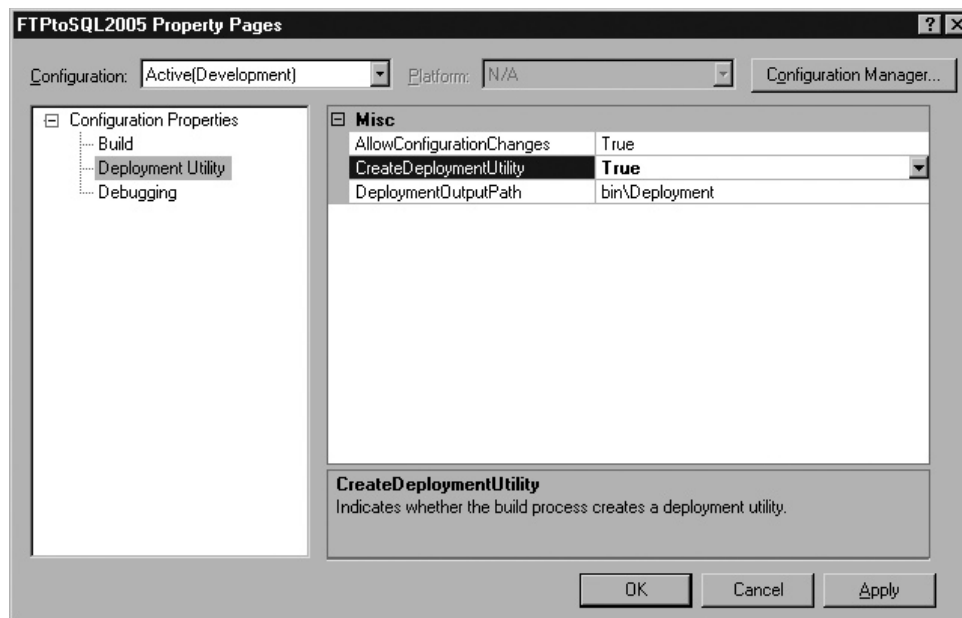 FTPtoSQL2005 Property Pages
Configuration: Active(Development) Platform: N/A Configuration Manager...
Configuration Properties
Build
Deployment Utility
Debugging
Misc
AllowConfigurationChanges True
CreateDeploymentUtility True
DeploymentOutputPath bin\Deployment
CreateDeploymentUtility
Indicates whether the build process creates a deployment utility.
OK Cancel Apply